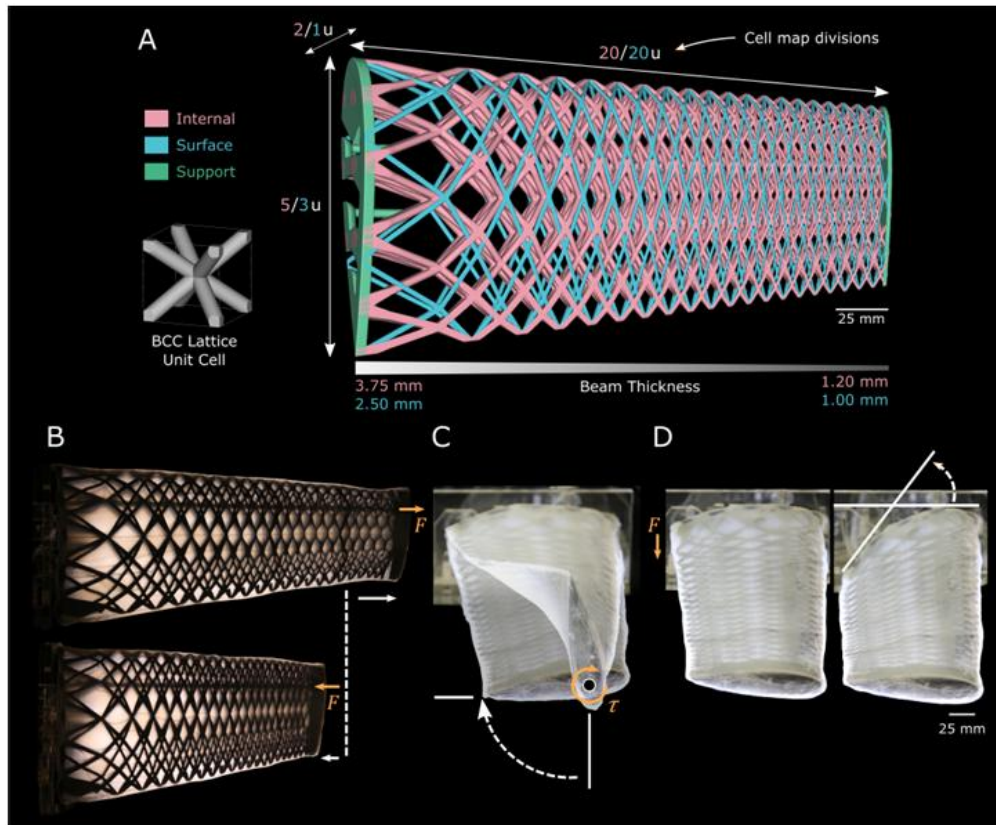 A
2/1u
20/20u
Cell map divisions
Internal
Surface
Support
5/3u
BCC Lattice
Unit Cell
25 mm
3.75 mm
2.50 mm
Beam Thickness
1.20 mm
1.00 mm
B
F
F
C
τ
D
F
25 mm